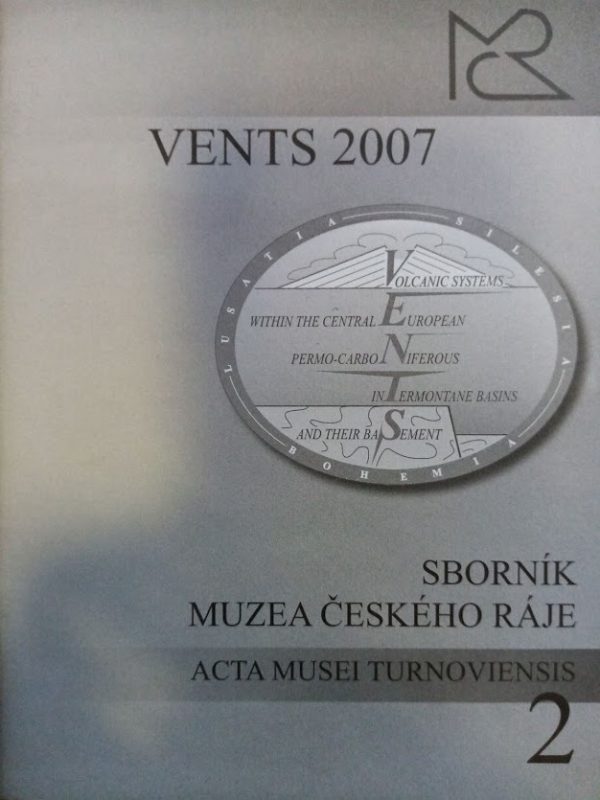 MCR
VENTS 2007
LUSATIA
SILESIA
BOHEMIA
VOLCANIC SYSTEMS
WITHIN THE CENTRAL EUROPEAN
PERMO-CARBONIFEROUS
INTERMONTANE BASINS
AND THEIR BASEMENT
SBORNÍK
MUZEA ČESKÉHO RÁJE
ACTA MUSEI TURNOVIENSIS
2